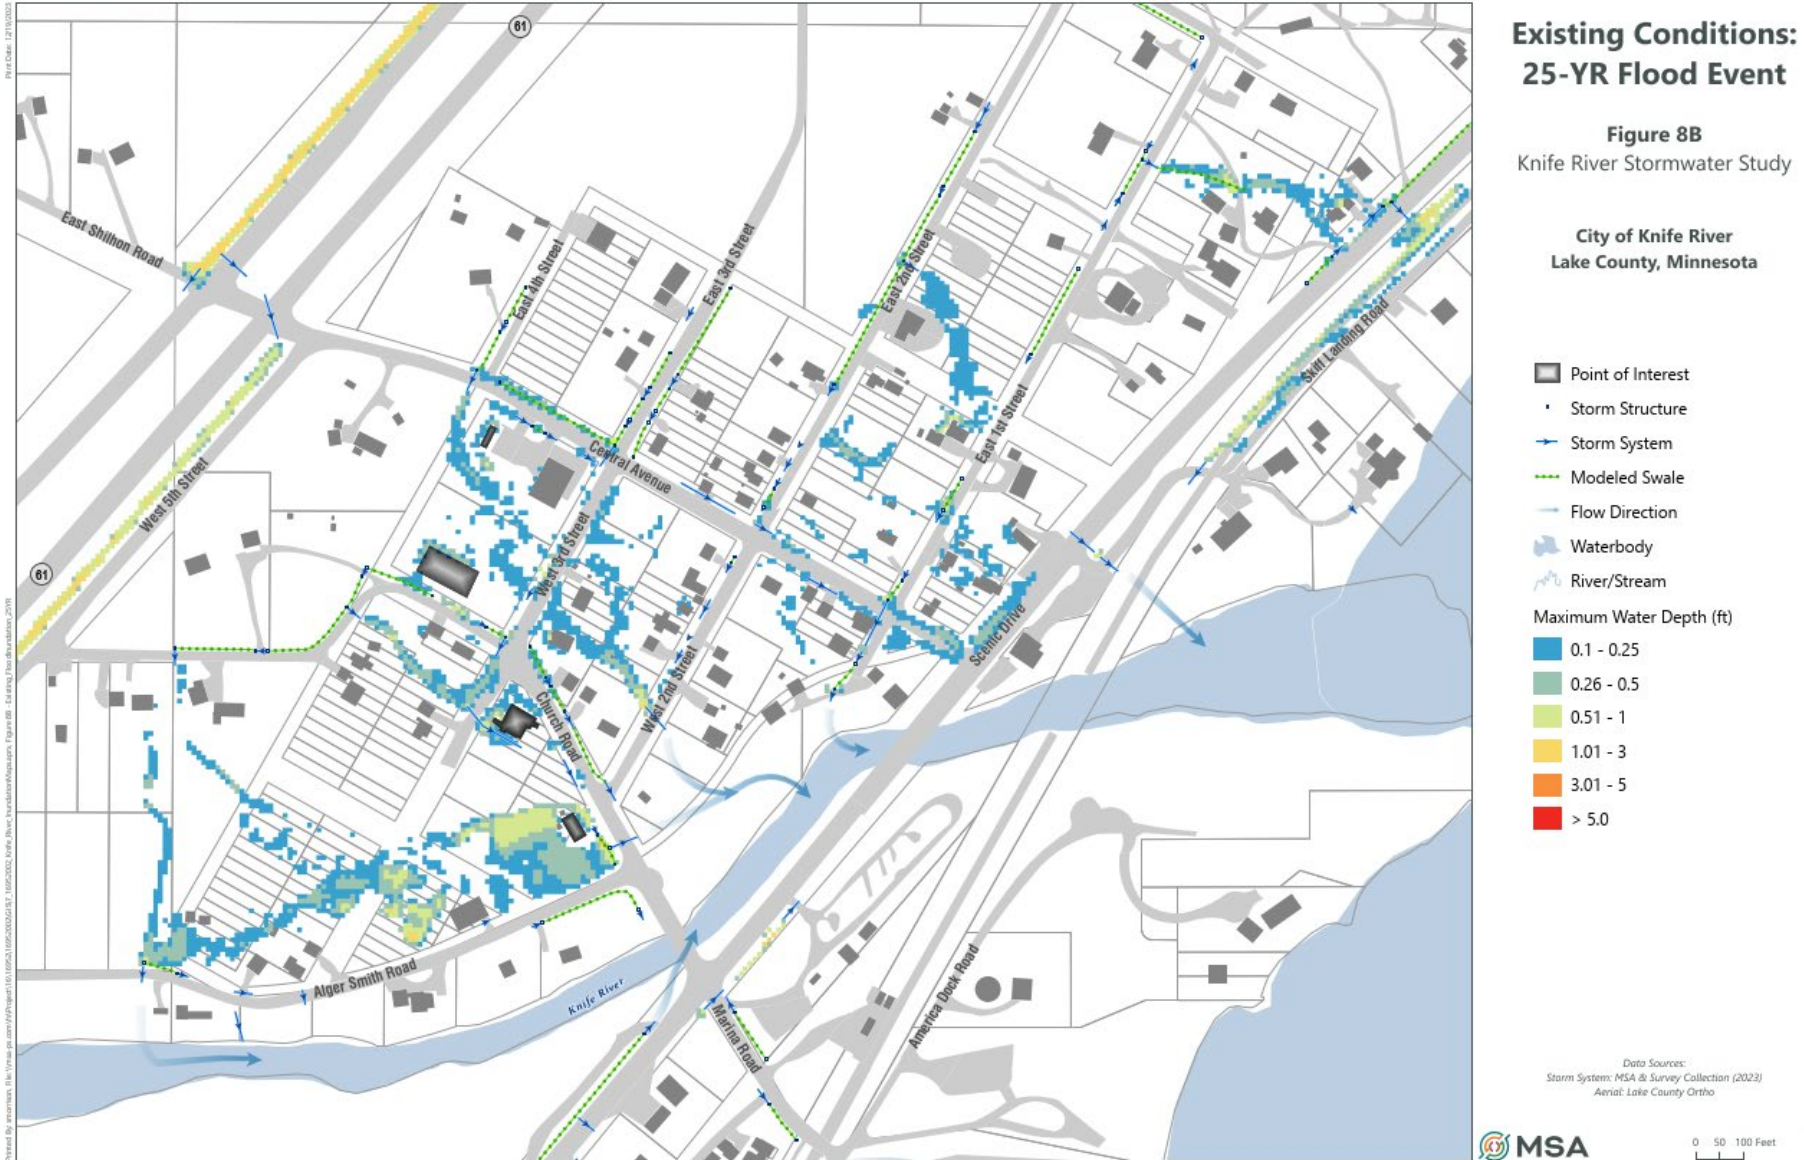 Existing Conditions:
25-YR Flood Event
Figure 8B
Knife River Stormwater Study
City of Knife River
Lake County, Minnesota
Point of Interest
Storm Structure
Storm System
Modeled Swale
Flow Direction
Waterbody
River/Stream
Maximum Water Depth (ft)
0.1 - 0.25
0.26 - 0.5
0.51 - 1
1.01 - 3
3.01 - 5
> 5.0
Data Sources:
Storm System: MSA & Survey Collection (2023)
Aerial: Lake County Ortho
MSA
0 50 100 Feet
Print Date: 12/19/2023
61
East Shilhon Road
East 4th Street
East 3rd Street
East 2nd Street
East 1st Street
Skiff Landing Road
Central Avenue
West 5th Street
61
West 3rd Street
West 2nd Street
Scenic Drive
Church Road
Alger Smith Road
Knife River
Marina Road
America Dock Road